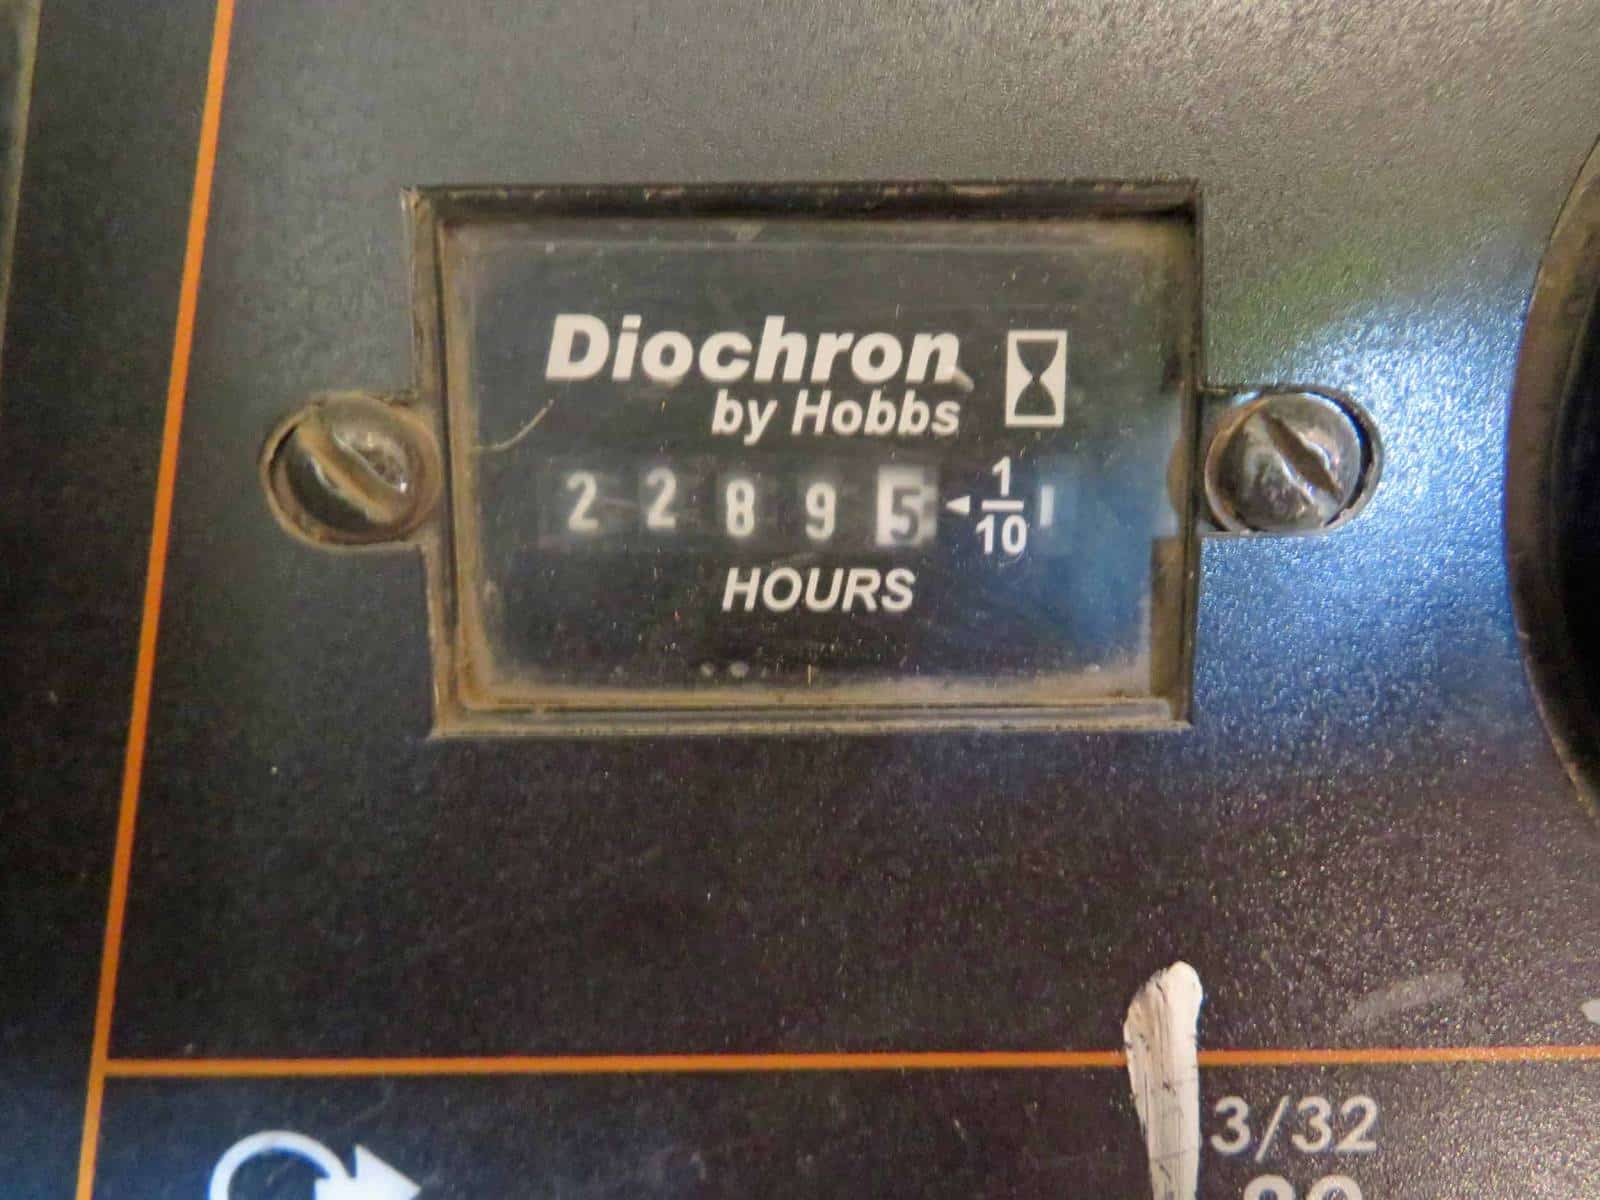 Diochron
by Hobbs
2 2 8 9 5 ◄ 1/10
HOURS
3/32